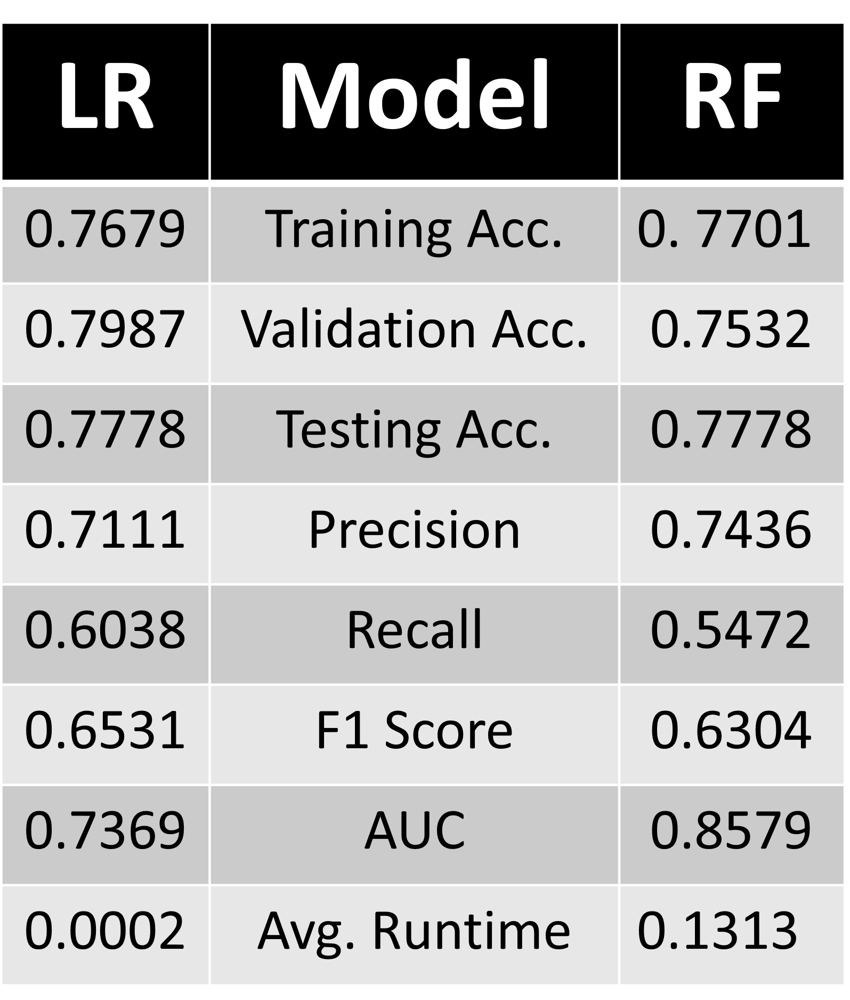 LR Model RF
0.7679 Training Acc. 0. 7701
0.7987 Validation Acc. 0.7532
0.7778 Testing Acc. 0.7778
0.7111 Precision 0.7436
0.6038 Recall 0.5472
0.6531 F1 Score 0.6304
0.7369 AUC 0.8579
0.0002 Avg. Runtime 0.1313